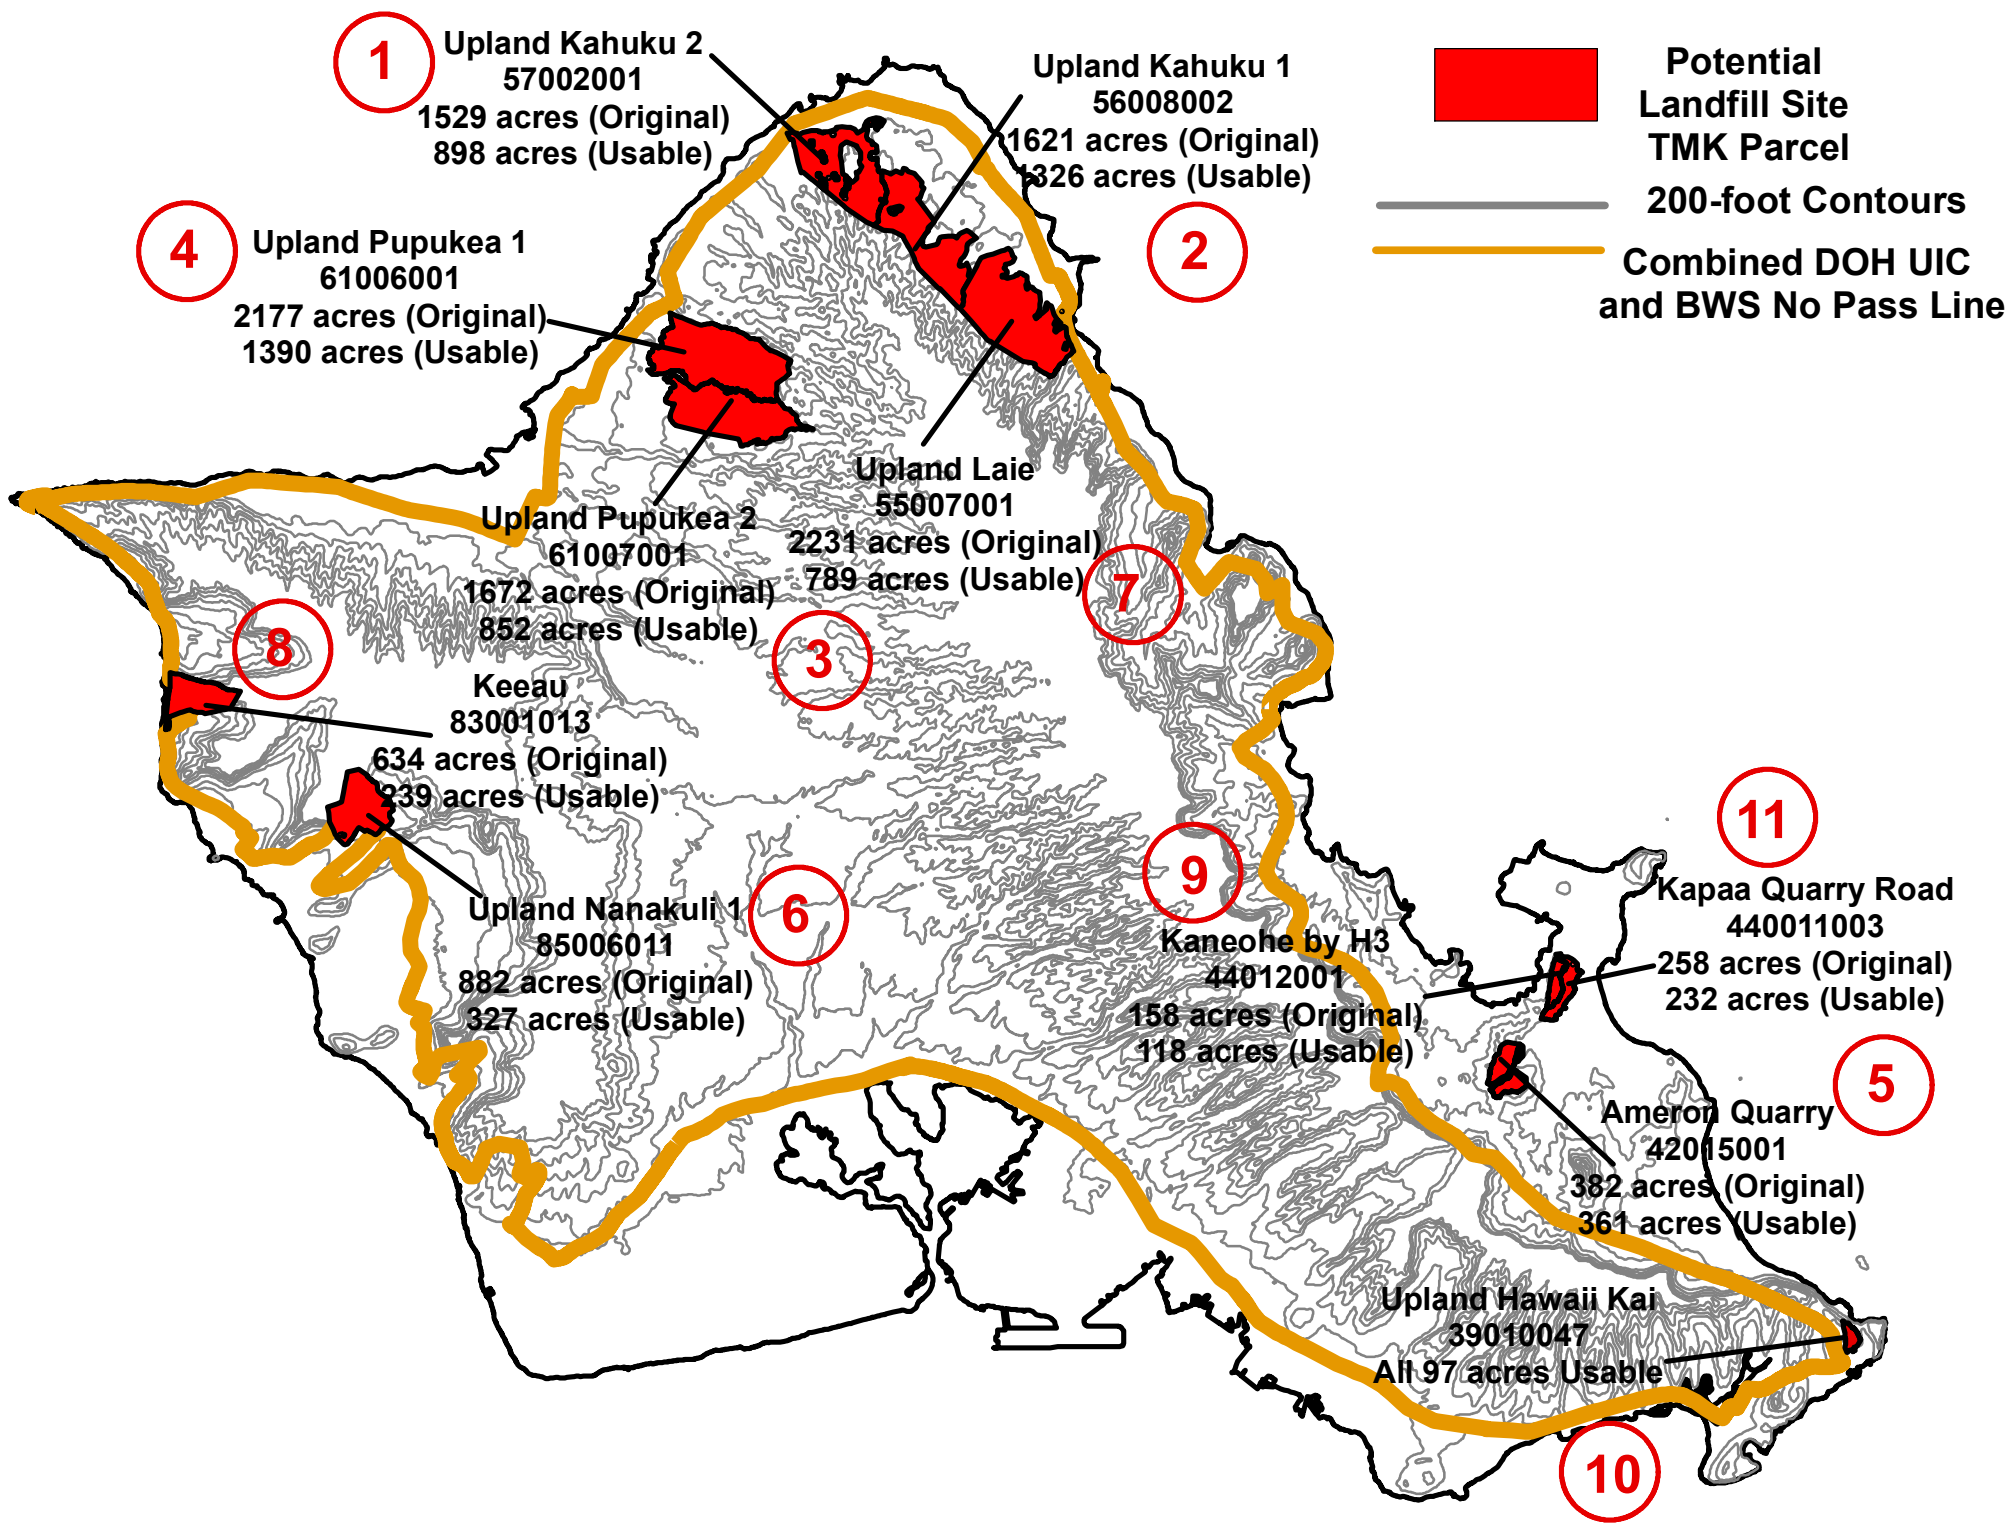 1
Upland Kahuku 2
57002001
1529 acres (Original)
898 acres (Usable)
Upland Kahuku 1
56008002
1621 acres (Original)
1326 acres (Usable)
2
Potential
Landfill Site
TMK Parcel
200-foot Contours
Combined DOH UIC
and BWS No Pass Line
4
Upland Pupukea 1
61006001
2177 acres (Original)
1390 acres (Usable)
Upland Laie
55007001
2231 acres (Original)
789 acres (Usable)
7
Upland Pupukea 2
61007001
1672 acres (Original)
852 acres (Usable)
3
8
Keeau
83001013
634 acres (Original)
239 acres (Usable)
Upland Nanakuli 1
85006011
882 acres (Original)
327 acres (Usable)
6
9
Kaneohe by H3
44012001
158 acres (Original)
118 acres (Usable)
11
Kapaa Quarry Road
440011003
258 acres (Original)
232 acres (Usable)
5
Ameron Quarry
42015001
382 acres (Original)
361 acres (Usable)
Upland Hawaii Kai
39010047
All 97 acres Usable
10